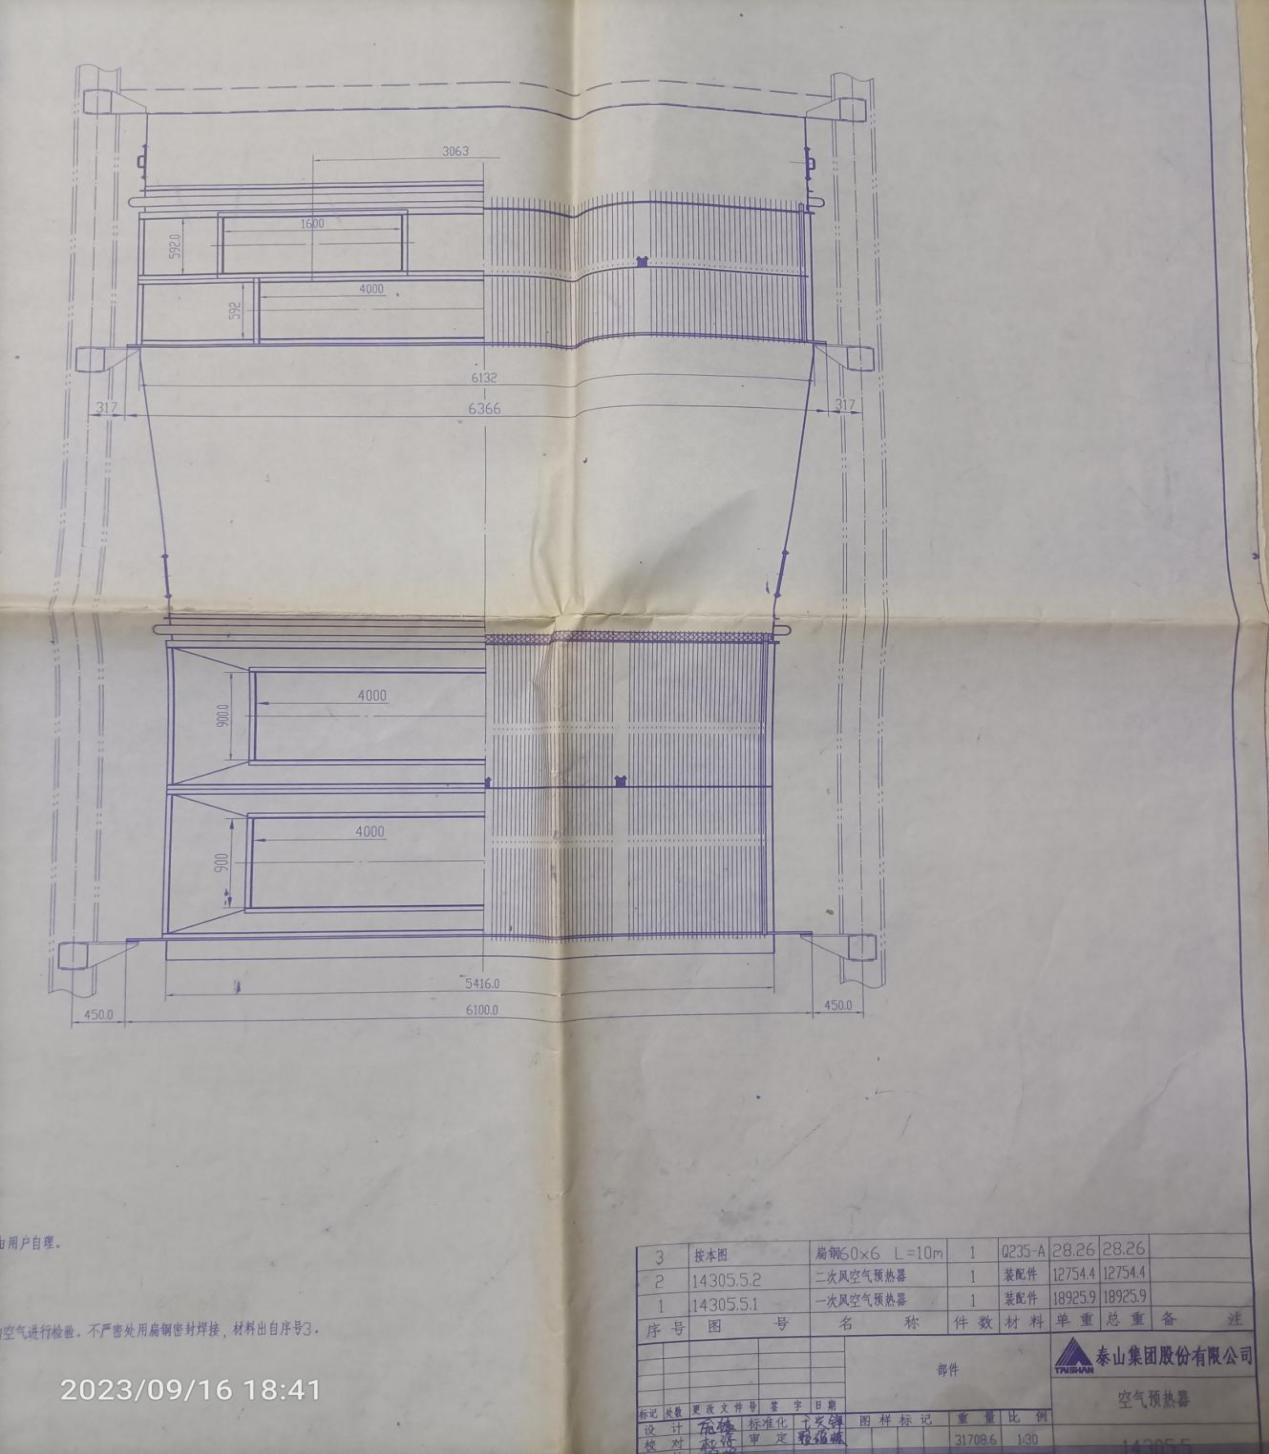 3063
1600
592.0
4000
592
6132
317
6366
317
4000
900.0
4000
900
5416.0
450.0
6100.0
450.0
由用户自理。
空气进行检验。不严密处用扁钢密封焊接,材料出自序号3。
3 按本图 扁钢60×6 L=10m 1 Q235-A 28.26 28.26
2 14305.5.2 二次风空气预热器 1 装配件 12754.4 12754.4
1 14305.5.1 一次风空气预热器 1 装配件 18925.9 18925.9
序号 图号 名称 件数 材料 单重 总重 备注
部件
TAISHAN 泰山集团股份有限公司
空气预热器
标记 处数 更改文件号 签字 日期
设计 标准化 图样标记 重量 比例
校对 审定 31708.6 1:30
14305.5
2023/09/16 18:41